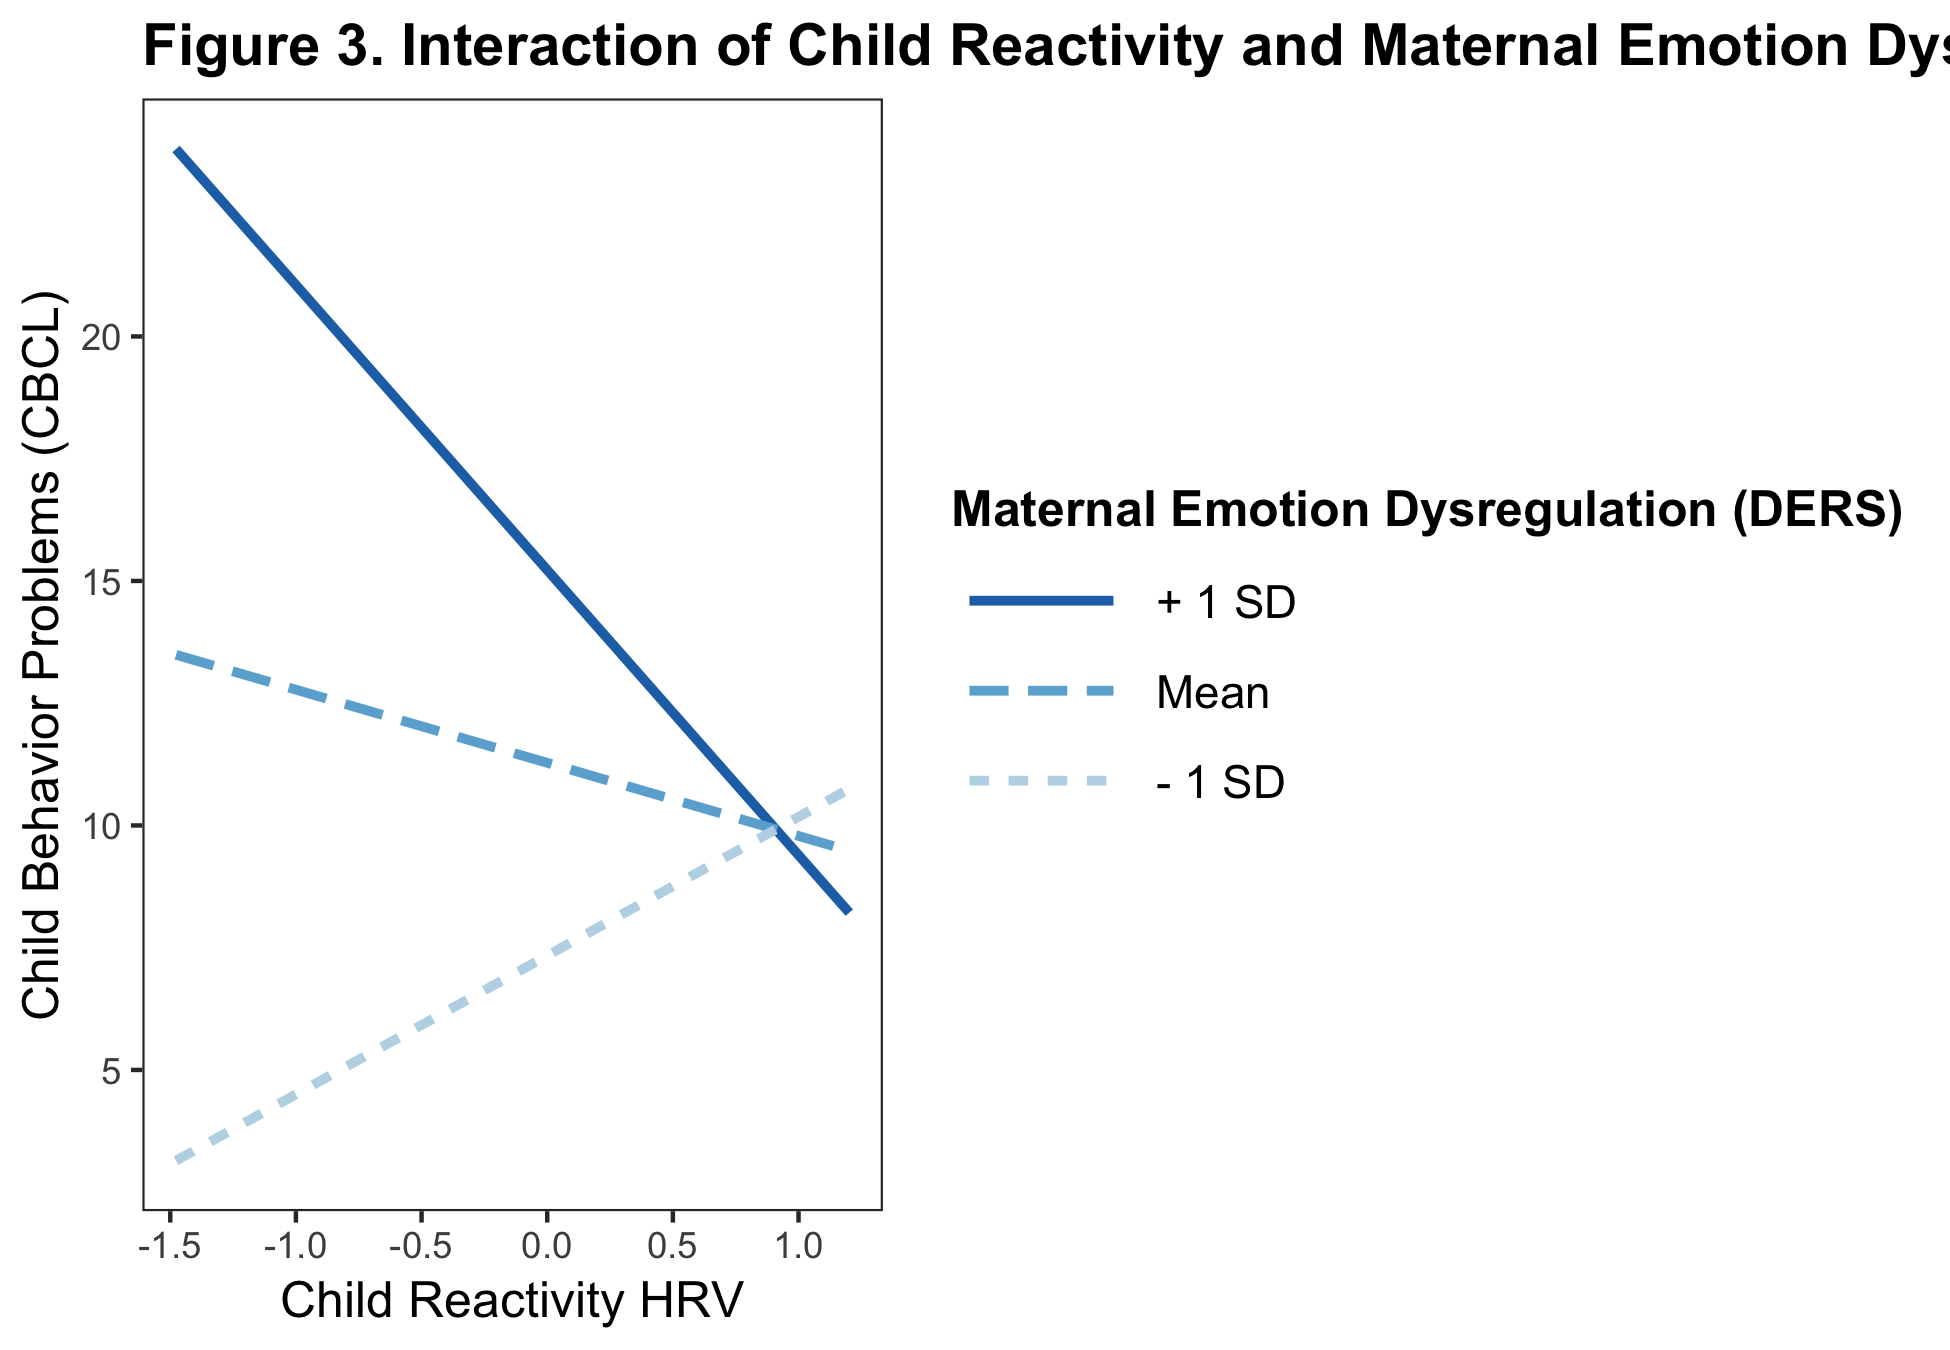 Figure 3. Interaction of Child Reactivity and Maternal Emotion
Child Behavior Problems (CBCL)
20
15
10
5
-1.5 -1.0 -0.5 0.0 0.5 1.0
Child Reactivity HRV
Maternal Emotion Dysregulation (DERS)
+ 1 SD
Mean
- 1 SD